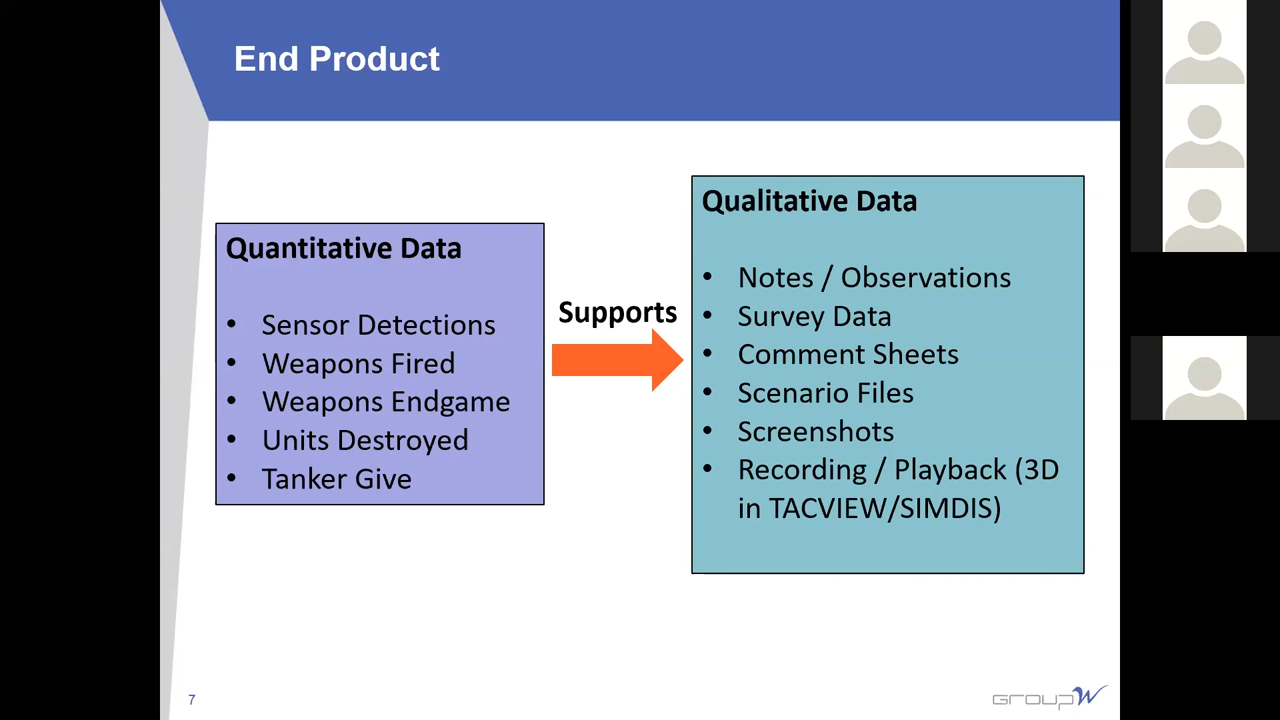 End Product
Quantitative Data
• Sensor Detections
• Weapons Fired
• Weapons Endgame
• Units Destroyed
• Tanker Give
Supports
Qualitative Data
• Notes / Observations
• Survey Data
• Comment Sheets
• Scenario Files
• Screenshots
• Recording / Playback (3D
in TACVIEW/SIMDIS)
7
GROUPW